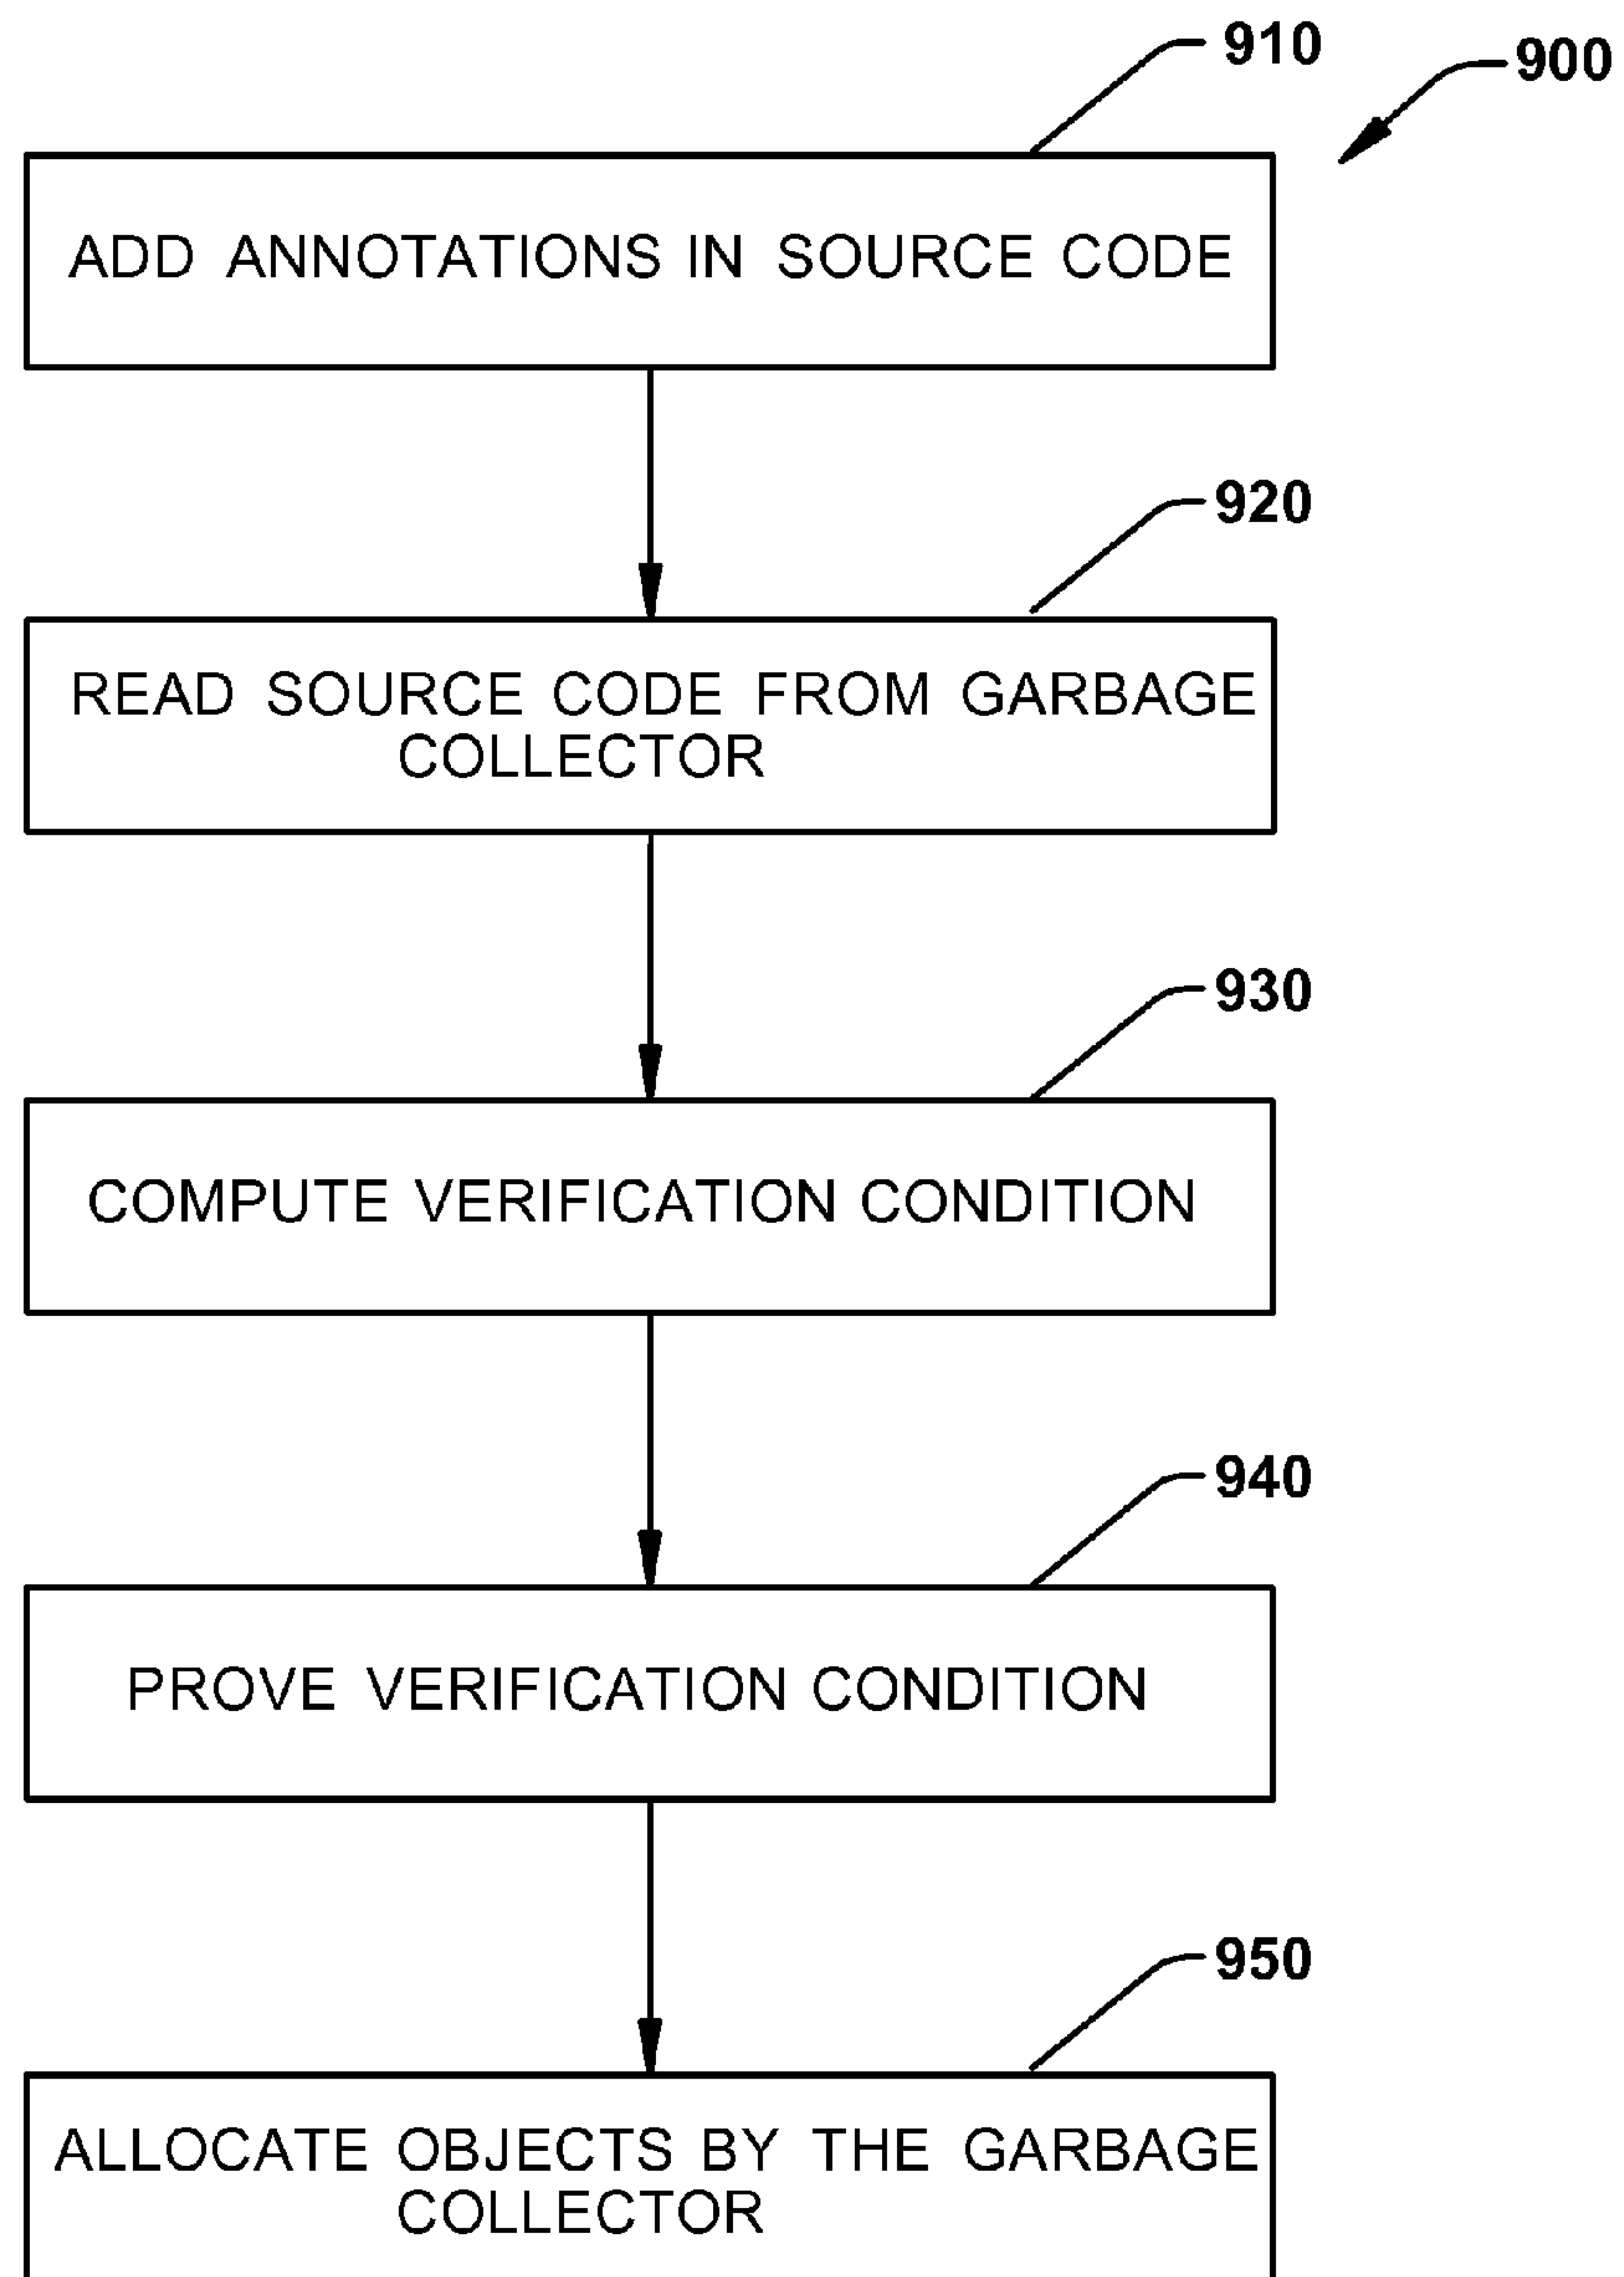 910
900
ADD ANNOTATIONS IN SOURCE CODE
920
READ SOURCE CODE FROM GARBAGE
COLLECTOR
930
COMPUTE VERIFICATION CONDITION
940
PROVE VERIFICATION CONDITION
950
ALLOCATE OBJECTS BY THE GARBAGE
COLLECTOR